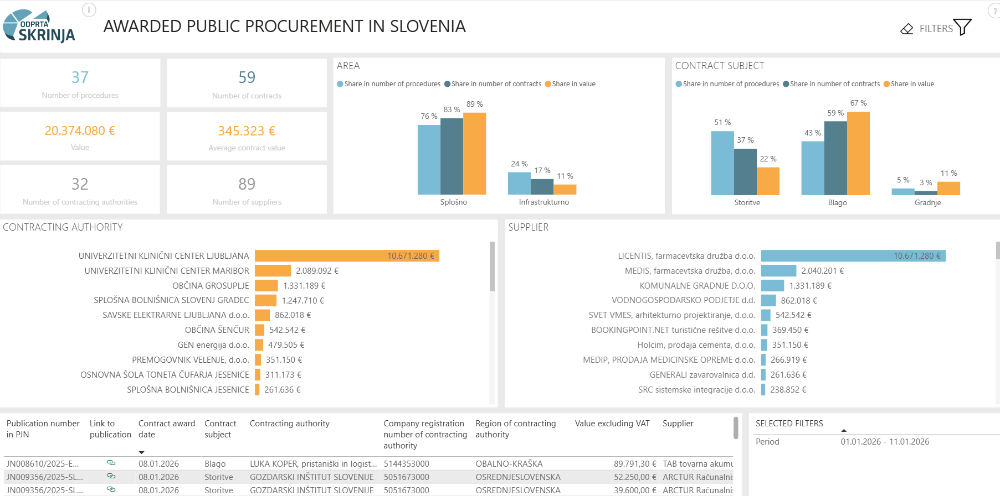 i
?
ODPRTA
SKRINJA
AWARDED PUBLIC PROCUREMENT IN SLOVENIA
FILTERS
37
Number of procedures
59
Number of contracts
20.374.080 €
Value
345.323 €
Average contract value
32
Number of contracting authorities
89
Number of suppliers
AREA
Share in number of procedures Share in number of contracts Share in value
76 %
83 %
89 %
24 %
17 %
11 %
Splošno
Infrastrukturno
CONTRACT SUBJECT
Share in number of procedures Share in number of contracts Share in value
51 %
37 %
22 %
43 %
59 %
67 %
5 %
3 %
11 %
Storitve
Blago
Gradnje
CONTRACTING AUTHORITY
UNIVERZITETNI KLINIČNI CENTER LJUBLJANA 10.671.280 €
UNIVERZITETNI KLINIČNI CENTER MARIBOR 2.089.092 €
OBČINA GROSUPLJE 1.331.189 €
SPLOŠNA BOLNIŠNICA SLOVENJ GRADEC 1.247.710 €
SAVSKE ELEKTRARNE LJUBLJANA d.o.o. 862.018 €
OBČINA ŠENČUR 542.542 €
GEN energija d.o.o. 479.505 €
PREMOGOVNIK VELENJE, d.o.o. 351.150 €
OSNOVNA ŠOLA TONETA ČUFARJA JESENICE 311.173 €
SPLOŠNA BOLNIŠNICA JESENICE 261.636 €
SUPPLIER
LICENTIS, farmacevtska družba d.o.o. 10.671.280 €
MEDIS, farmacevtska družba, d.o.o. 2.040.201 €
KOMUNALNE GRADNJE D.O.O. 1.331.189 €
VODNOGOSPODARSKO PODJETJE d.d. 862.018 €
SVET VMES, arhitekturno projektiranje, d.o.o. 542.542 €
BOOKINGPOINT.NET turistične rešitve d.o.o. 369.450 €
Holcim, prodaja cementa, d.o.o. 351.150 €
MEDIP, PRODAJA MEDICINSKE OPREME d.o.o. 266.919 €
GENERALI zavarovalnica d.d. 261.636 €
SRC sistemske integracije d.o.o. 238.852 €
Publication number in PJN Link to publication Contract award date Contract subject Contracting authority Company registration number of contracting authority Region of contracting authority Value excluding VAT Supplier
JN008610/2025-E... 08.01.2026 Blago LUKA KOPER, pristaniški in logist... 5144353000 OBALNO-KRAŠKA 89.791,30 € TAB tovarna akumu
JN009356/2025-SL... 08.01.2026 Storitve GOZDARSKI INŠTITUT SLOVENIJE 5051673000 OSREDNJESLOVENSKA 52.250,00 € ARCTUR Računalni
JN009356/2025-SL... 08.01.2026 Storitve GOZDARSKI INŠTITUT SLOVENIJE 5051673000 OSREDNJESLOVENSKA 39.600,00 € ARCTUR Računalni
SELECTED FILTERS
Period 01.01.2026 - 11.01.2026